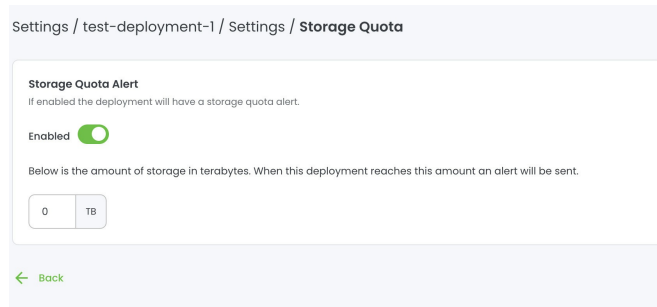 Settings / test-deployment-1 / Settings / Storage Quota
Storage Quota Alert
If enabled the deployment will have a storage quota alert.
Enabled
Below is the amount of storage in terabytes. When this deployment reaches this amount an alert will be sent.
0 TB
Back